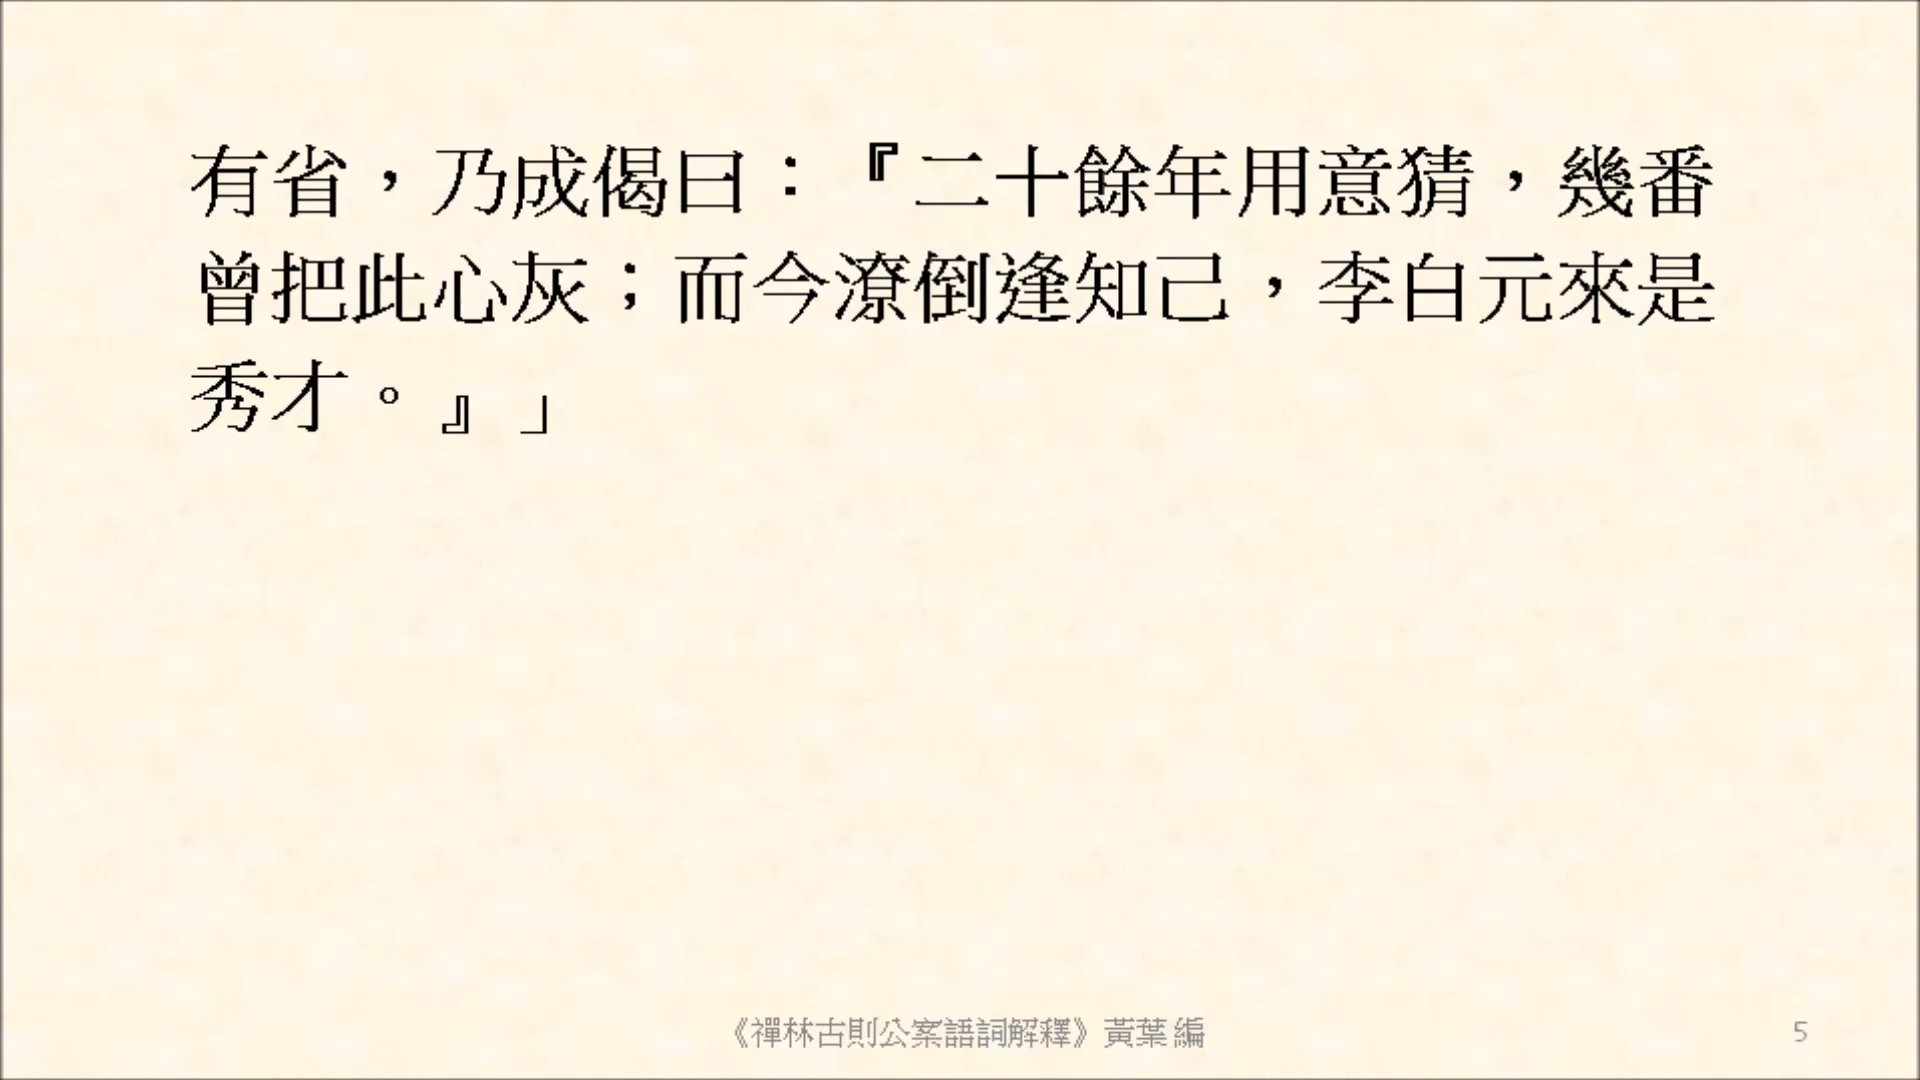 有省，乃成偈曰：『二十餘年用意猜，幾番
曾把此心灰；而今潦倒逢知己，李白元來是
秀才。』」
《禪林古則公案語詞解釋》黃葉 編
5